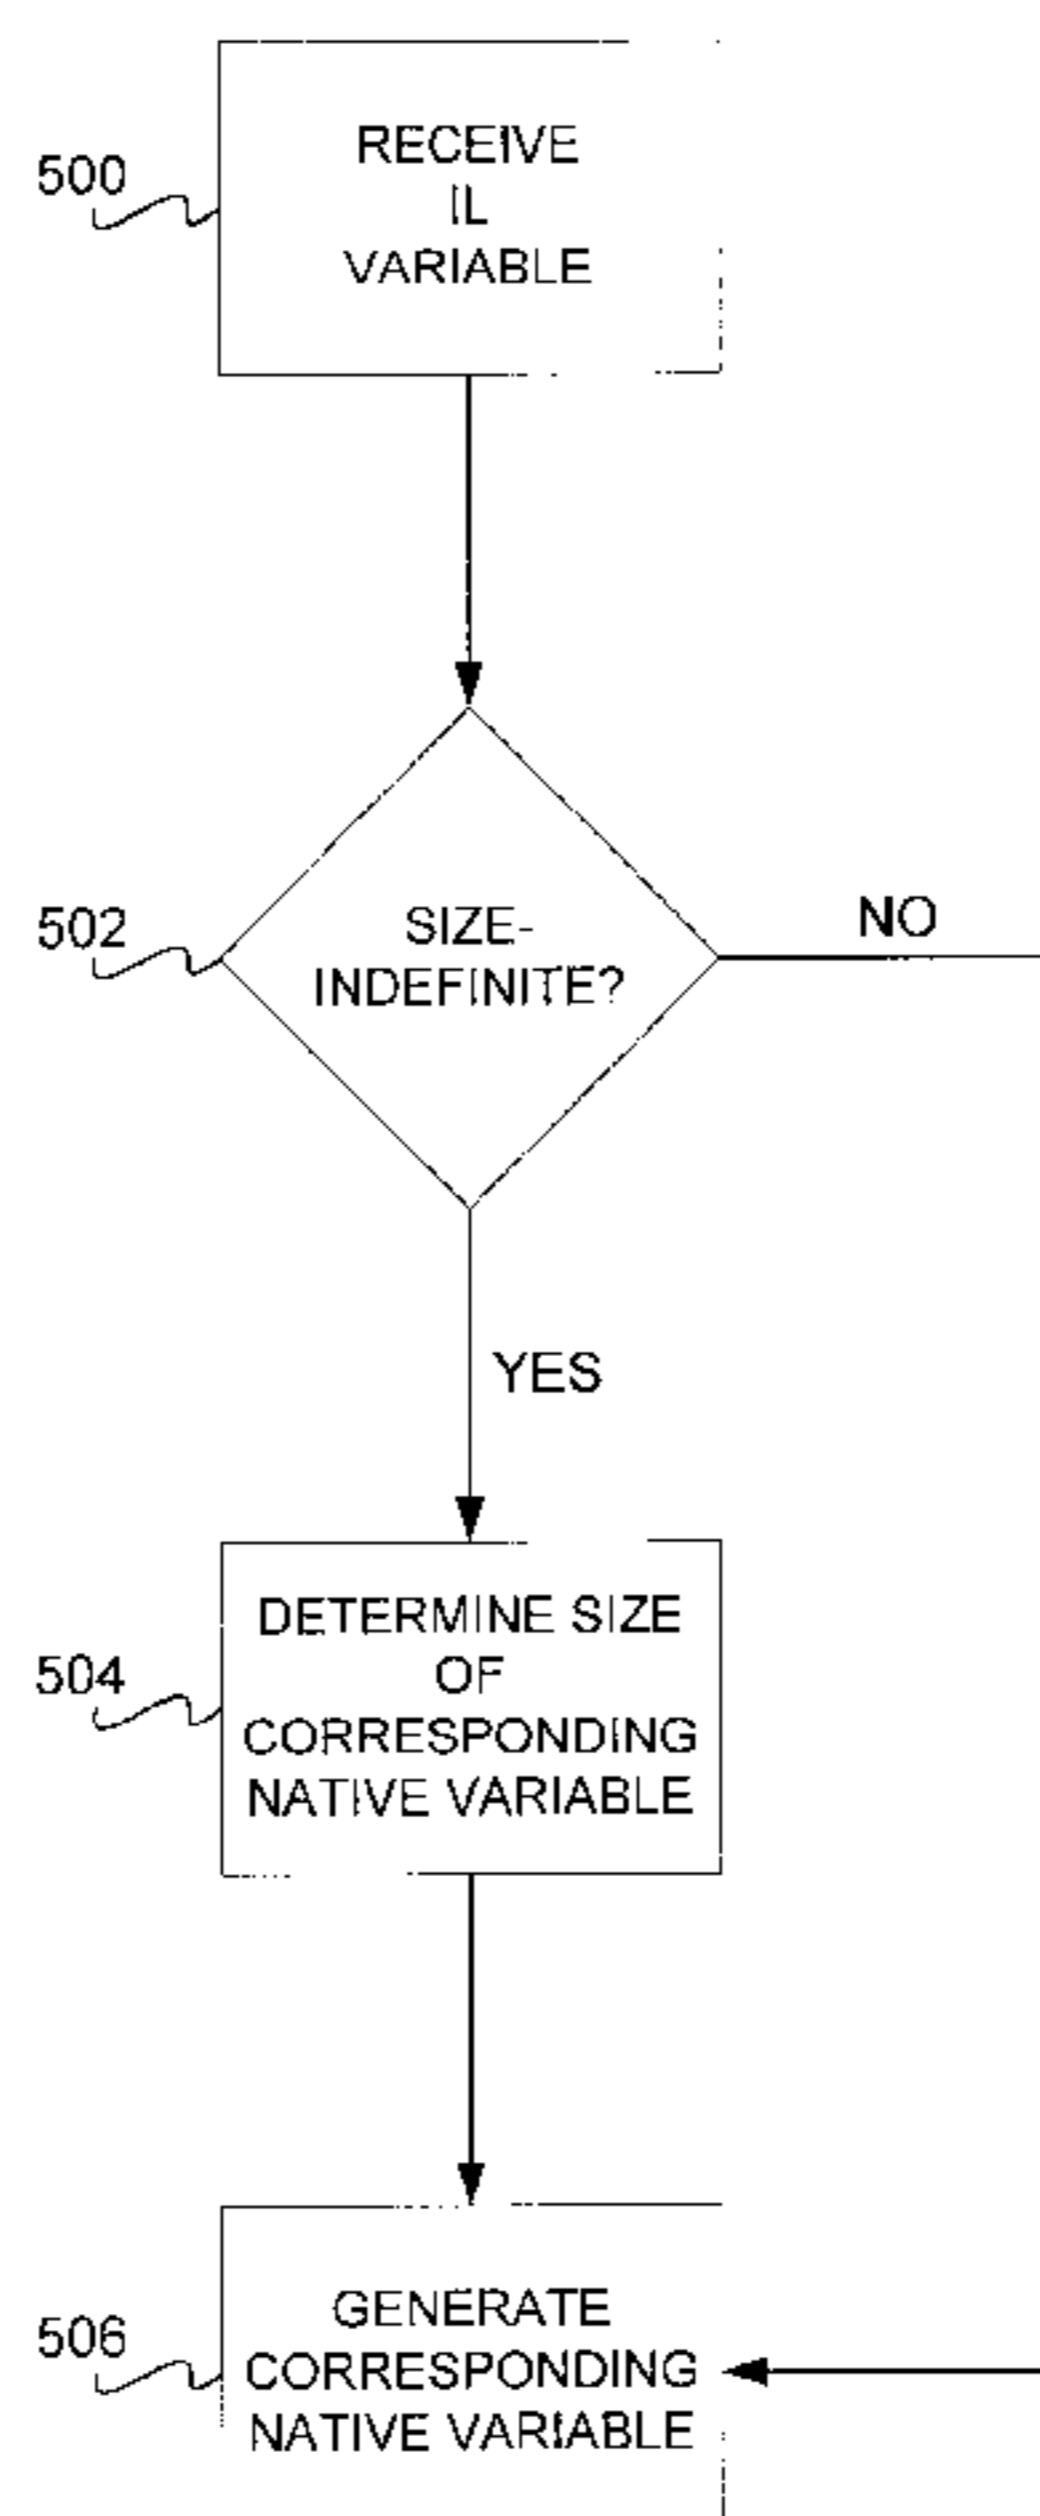 500
RECEIVE
IL
VARIABLE
502
SIZE-
INDEFINITE?
NO
YES
504
DETERMINE SIZE
OF
CORRESPONDING
NATIVE VARIABLE
506
GENERATE
CORRESPONDING
NATIVE VARIABLE